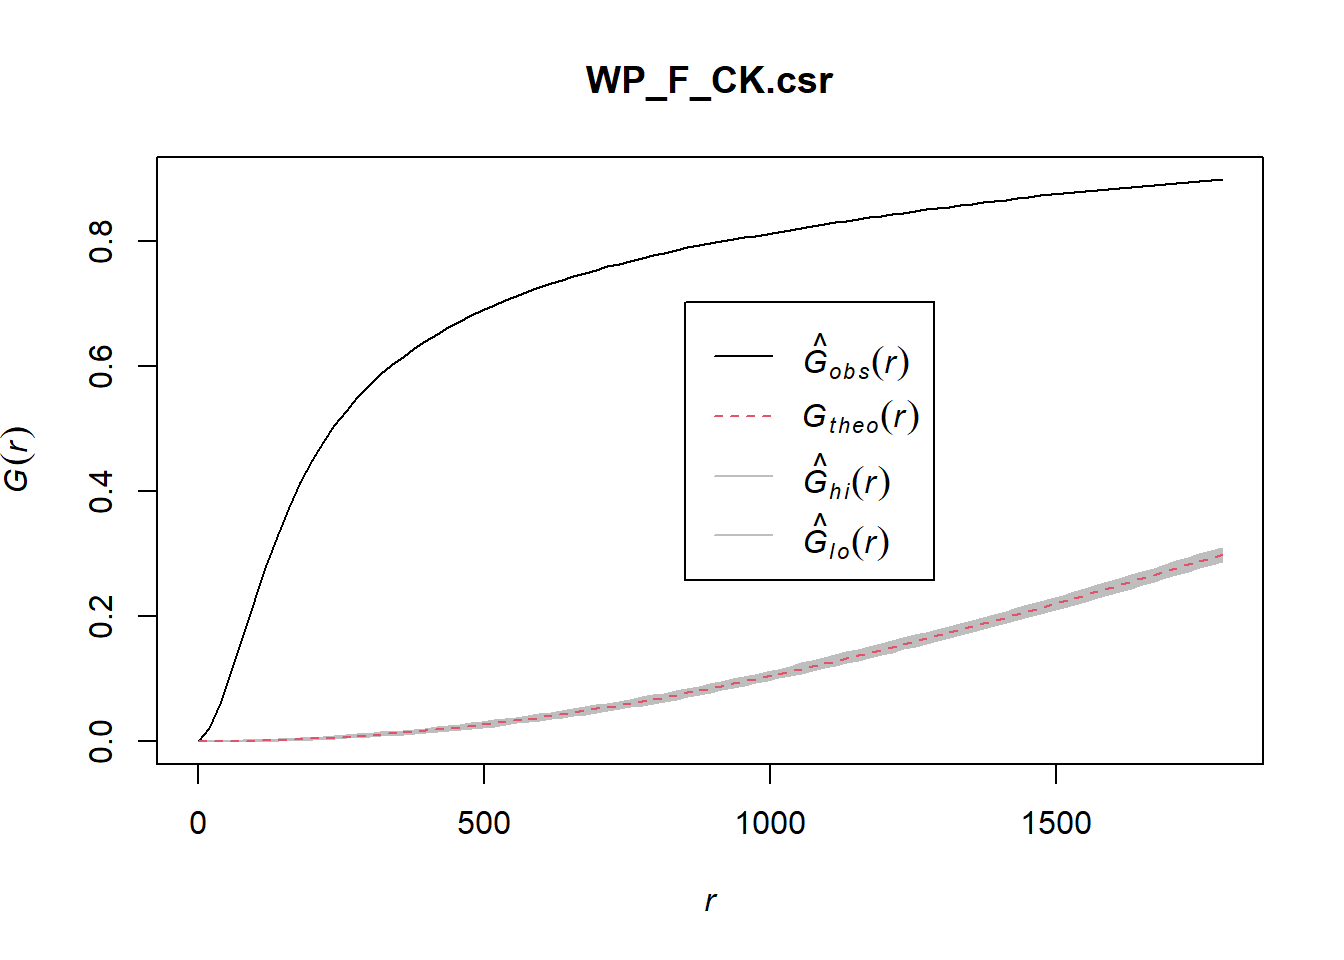 WP_F_CK.csr
G(r)
0.8
0.6
0.4
0.2
0.0
Ĝobs(r)
Gtheo(r)
Ĝhi(r)
Ĝlo(r)
0 500 1000 1500
r